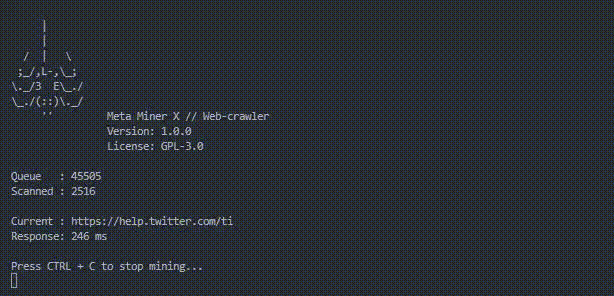 |
      |
  /  |   \
 ;_/,L-,\_;
\._/3  E\_./
\_./(::)\._/
     ''         Meta Miner X // Web-crawler
                Version: 1.0.0
                License: GPL-3.0
Queue   : 45505
Scanned : 2516
Current : https://help.twitter.com/ti
Response: 246 ms
Press CTRL + C to stop mining...